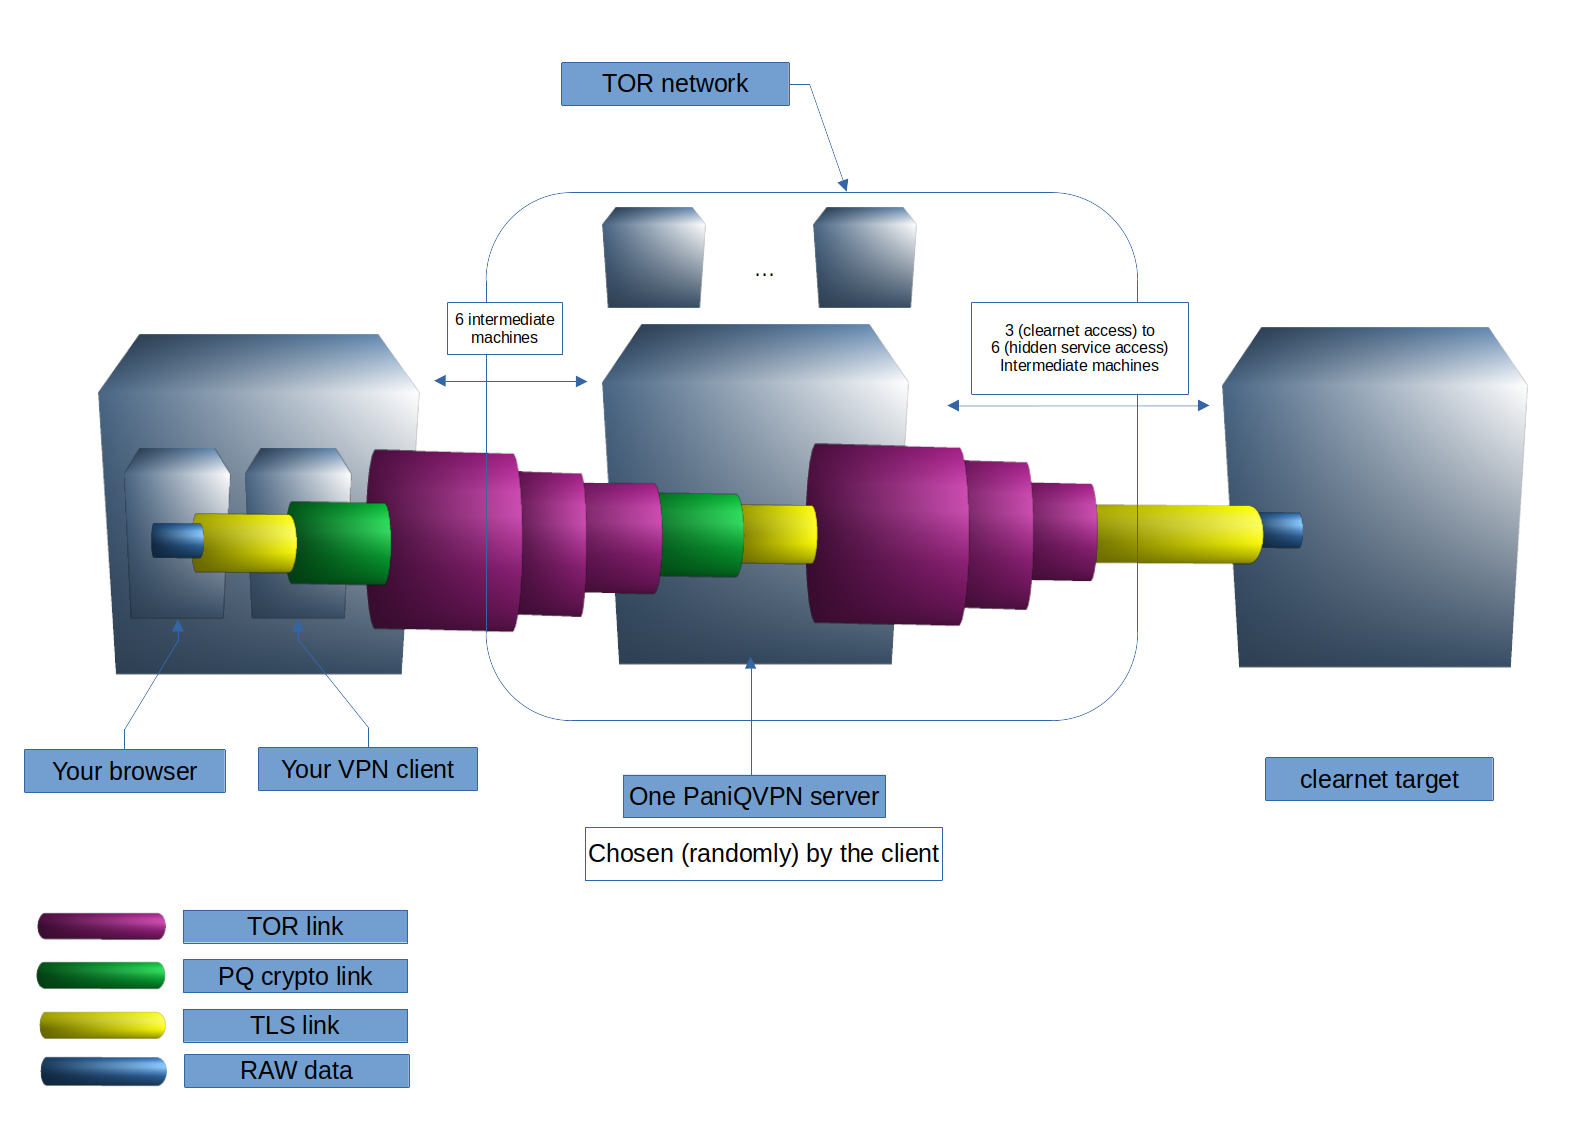 TOR network
...
6 intermediate
machines
3 (clearnet access) to
6 (hidden service access)
Intermediate machines
Your browser
Your VPN client
One PaniQVPN server
Chosen (randomly) by the client
clearnet target
TOR link
PQ crypto link
TLS link
RAW data